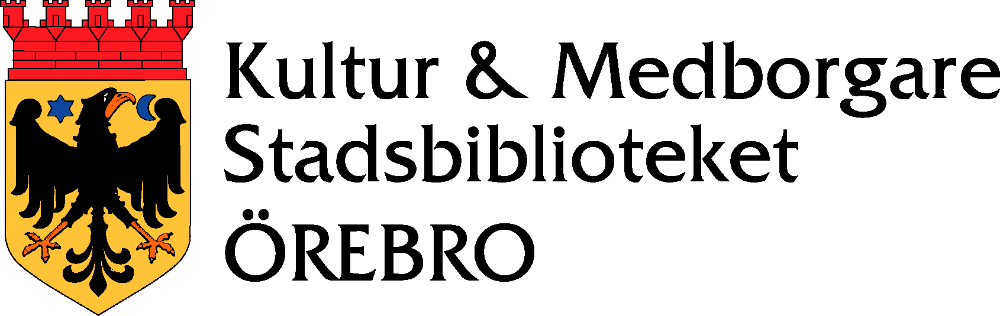 Kultur & Medborgare
Stadsbiblioteket
ÖREBRO